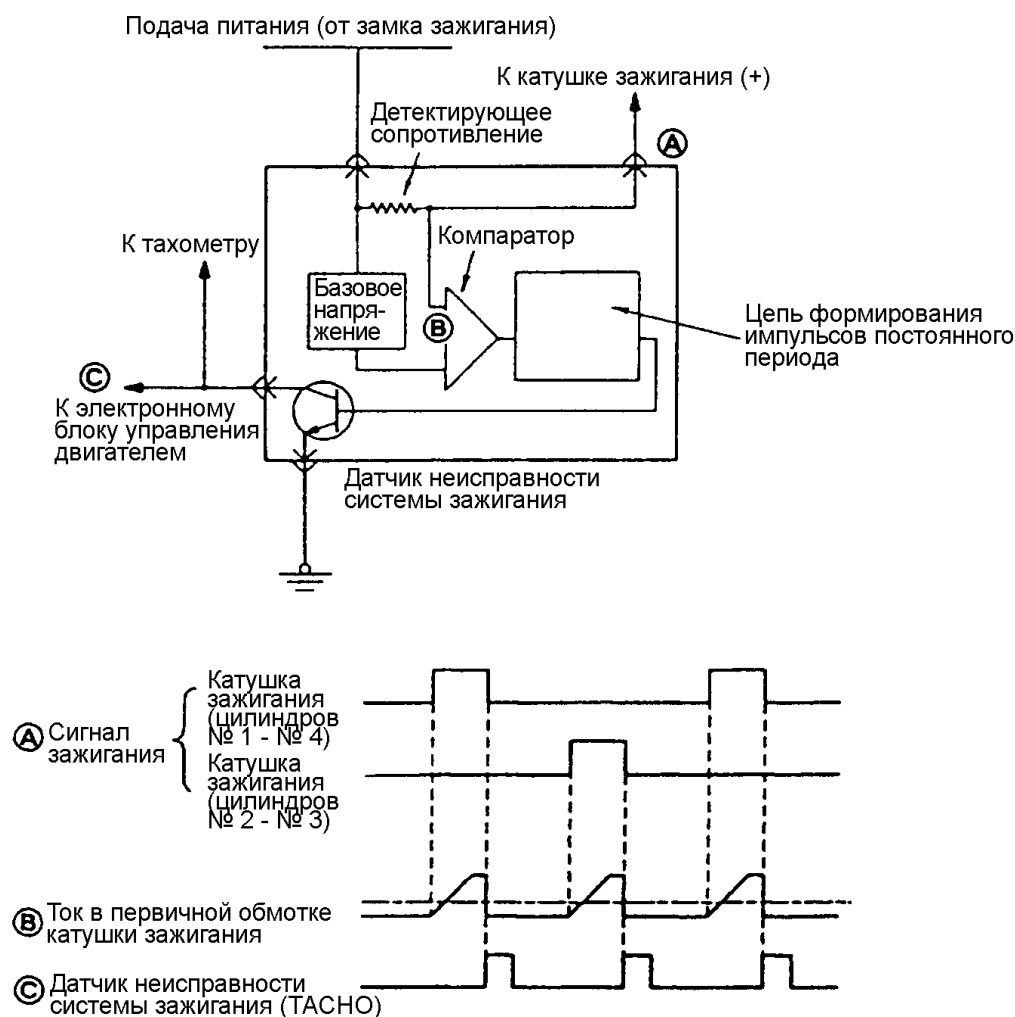 Подача питания (от замка зажигания)
К катушке зажигания (+)
Детектирующее
сопротивление
A
К тахометру
Компаратор
Базовое
напря-
жение
B
Цепь формирования
импульсов постоянного
периода
C
К электронному
блоку управления
двигателем
Датчик неисправности
системы зажигания
Катушка
зажигания
(цилиндров
№ 1 - № 4)
A Сигнал
зажигания
Катушка
зажигания
(цилиндров
№ 2 - № 3)
B Ток в первичной обмотке
катушки зажигания
C Датчик неисправности
системы зажигания (TACHO)